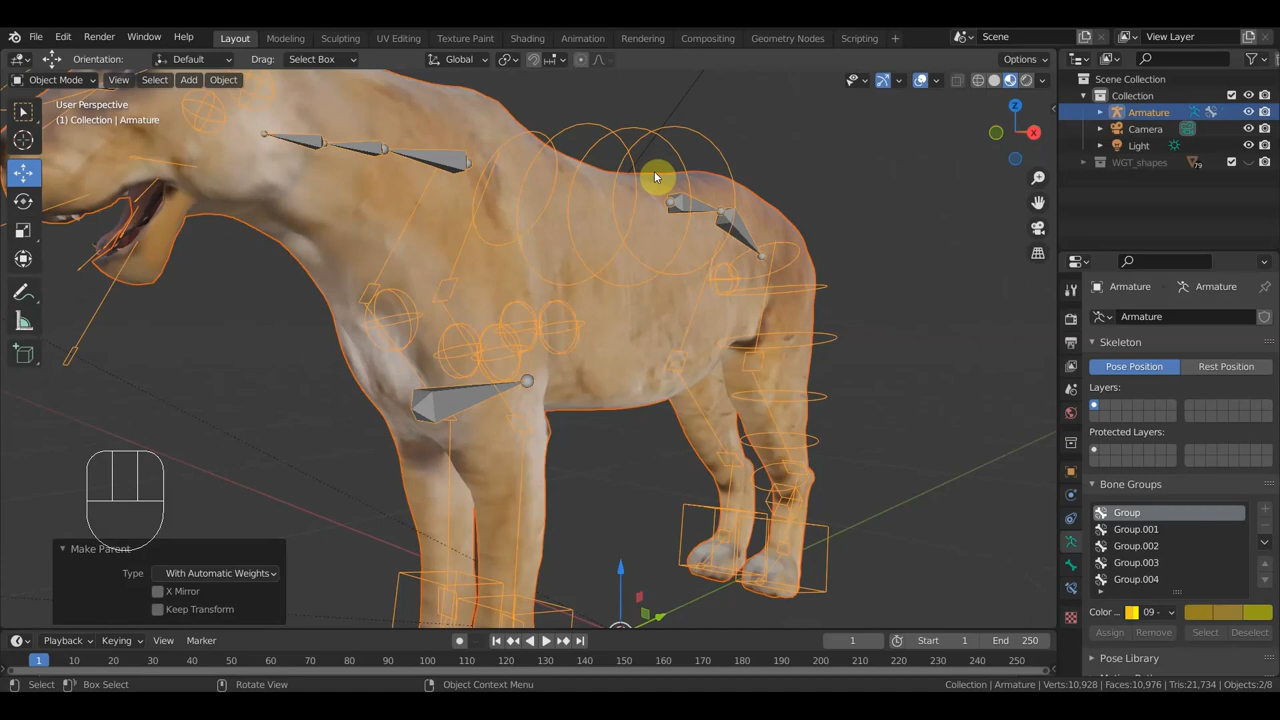 File Edit Render Window Help Layout Modeling Sculpting UV Editing Texture Paint Shading Animation Rendering Compositing Geometry Nodes Scripting + Scene View Layer
Orientation: Default Drag: Select Box Global Options
Object Mode View Select Add Object
User Perspective
(1) Collection | Armature
Scene Collection
Collection
Armature
Camera
Light
WGT_shapes 79
Z
X
Armature Armature
Armature
Skeleton
Pose Position Rest Position
Layers:
Protected Layers:
Bone Groups
Group
Group.001
Group.002
Group.003
Group.004
Color ... 09 -
Assign Remove Select Deselect
Pose Library
Make Parent
Type With Automatic Weights
X Mirror
Keep Transform
Playback Keying View Marker 1 Start 1 End 250
1 10 20 30 40 50 60 70 80 90 100 110 120 130 140 150 160 170 180 190 200 210 220 230 240 250
Select Box Select Rotate View Object Context Menu Collection | Armature Verts:10,928 Faces:10,976 Tris:21,734 Objects:2/8